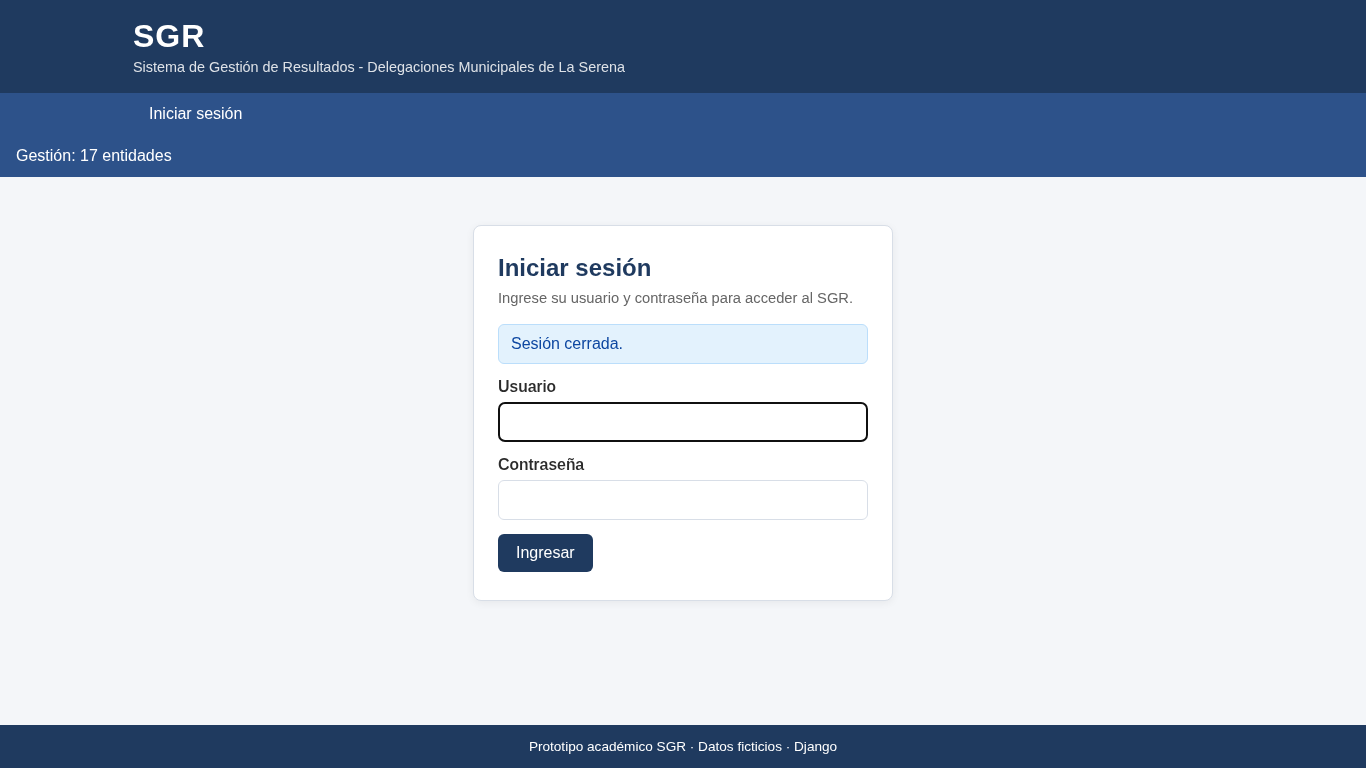 SGR
Sistema de Gestión de Resultados - Delegaciones Municipales de La Serena
Iniciar sesión
Gestión: 17 entidades
Iniciar sesión
Ingrese su usuario y contraseña para acceder al SGR.
Sesión cerrada.
Usuario
Contraseña
Ingresar
Prototipo académico SGR · Datos ficticios · Django